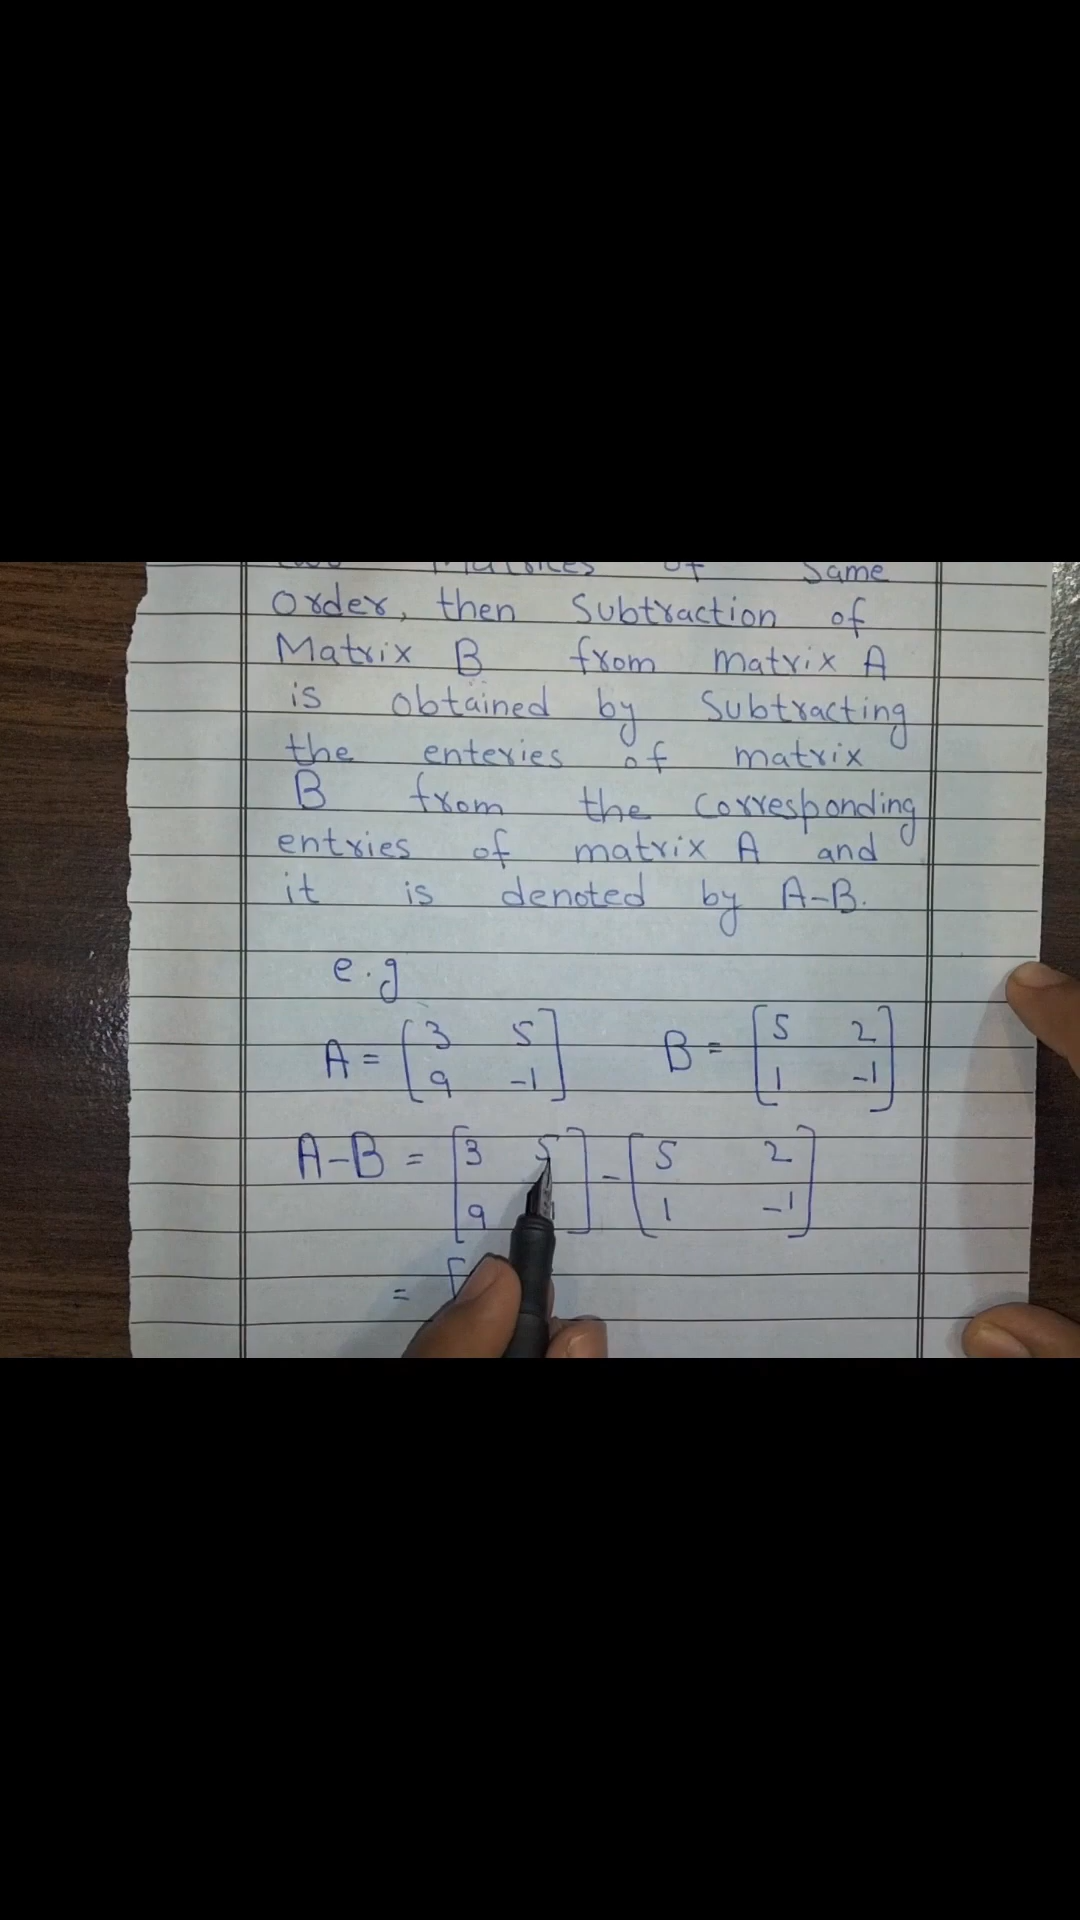 Same
Order, then Subtraction of
Matrix B from matrix A
is obtained by Subtracting
the enteries of matrix
B from the Corresponding
entries of matrix A and
it is denoted by A-B.
e.g
A = [3 5 B = [5 2
9 -1] 1 -1]
A-B = [3 5] - [5 2
9 1 -1]
= [